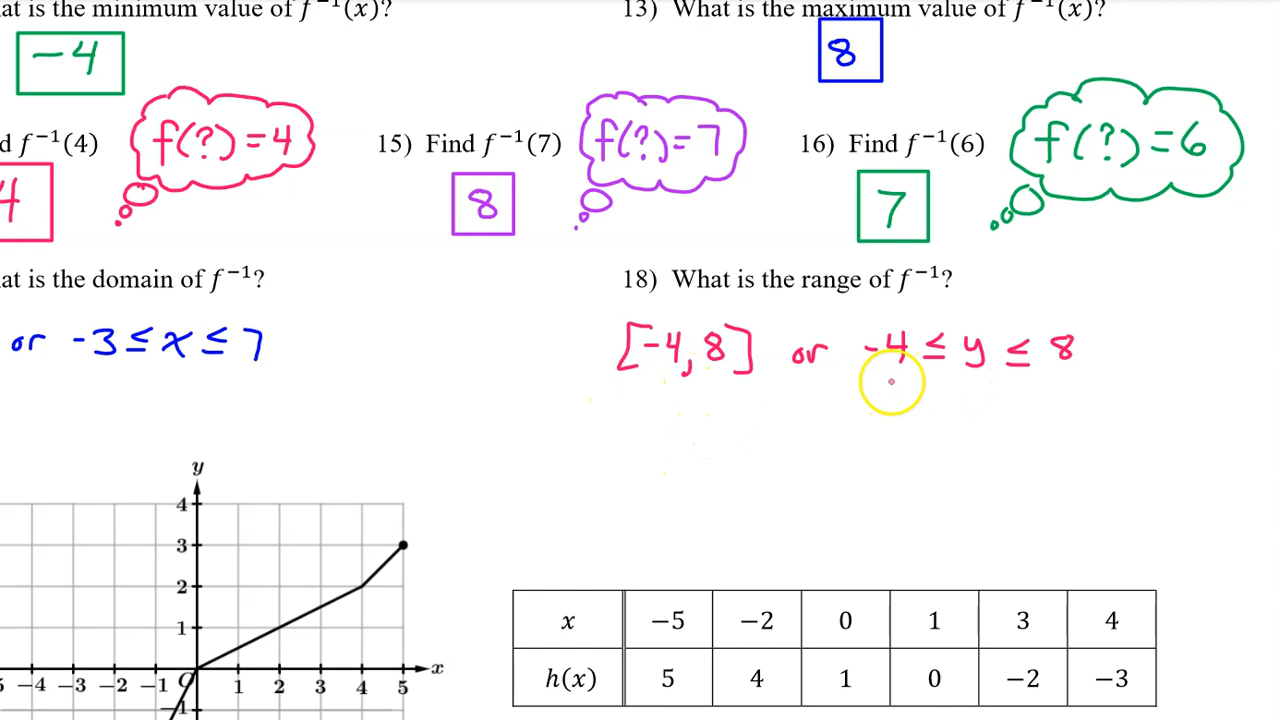 at is the minimum value of f⁻¹(x)?
13) What is the maximum value of f⁻¹(x)?
-4
8
d f⁻¹(4)
f(?)=4
15) Find f⁻¹(7)
f(?)=7
16) Find f⁻¹(6)
f(?)=6
4
8
7
at is the domain of f⁻¹?
18) What is the range of f⁻¹?
or -3≤x≤7
[-4,8] or -4≤y≤8
y
4
3
2
1
-4 -3 -2 -1 O 1 2 3 4 5 x
-1
x -5 -2 0 1 3 4
h(x) 5 4 1 0 -2 -3